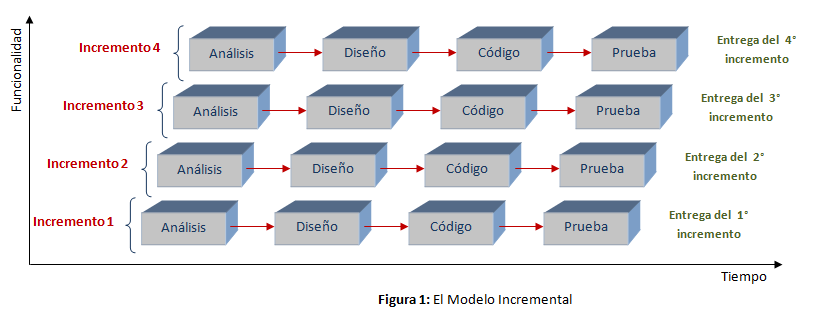 Funcionalidad
Incremento 4
Análisis
Diseño
Código
Prueba
Entrega del 4°
incremento
Incremento 3
Análisis
Diseño
Código
Prueba
Entrega del 3°
incremento
Incremento 2
Análisis
Diseño
Código
Prueba
Entrega del 2°
incremento
Incremento 1
Análisis
Diseño
Código
Prueba
Entrega del 1°
incremento
Tiempo
Figura 1: El Modelo Incremental